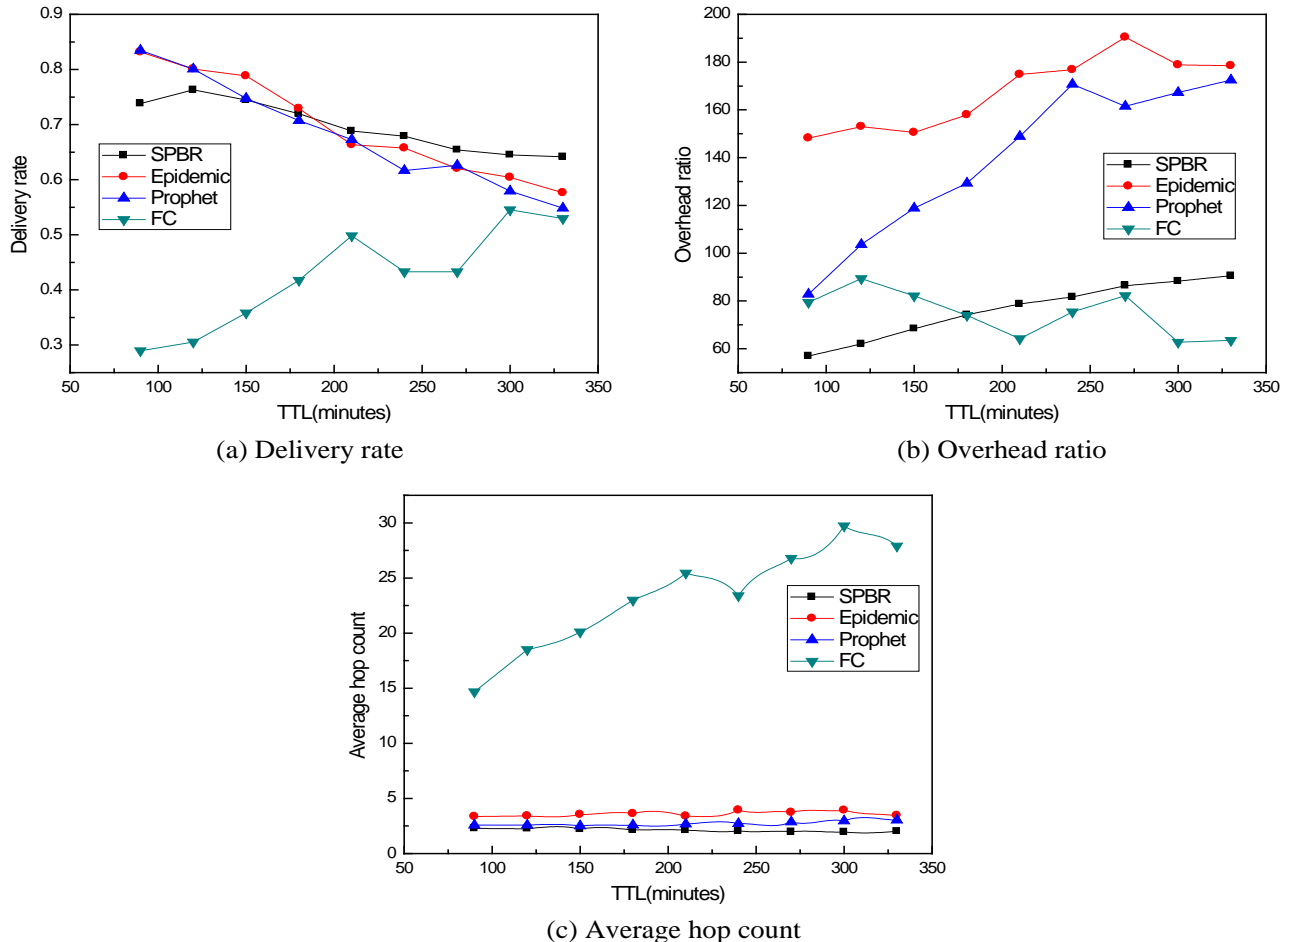 0.9
0.8
0.7
0.6
0.5
0.4
0.3
Delivery rate
SPBR
Epidemic
Prophet
FC
50 100 150 200 250 300 350
TTL(minutes)
(a) Delivery rate
200
180
160
140
120
100
80
60
Overhead ratio
SPBR
Epidemic
Prophet
FC
50 100 150 200 250 300 350
TTL(minutes)
(b) Overhead ratio
30
25
20
15
10
5
0
Average hop count
SPBR
Epidemic
Prophet
FC
50 100 150 200 250 300 350
TTL(minutes)
(c) Average hop count